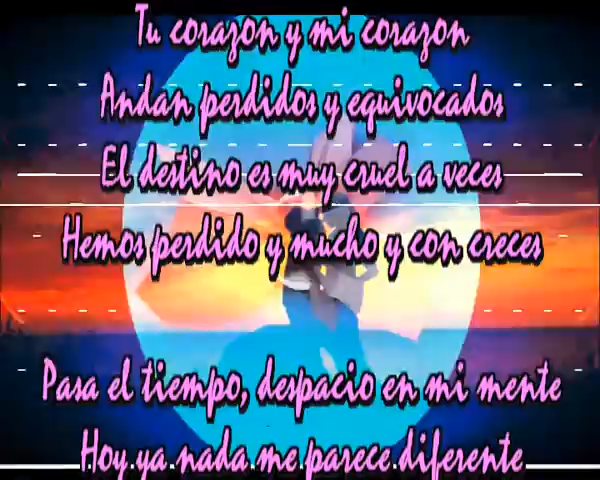 Tu corazon y mi corazon
Andan perdidos y equivocados
El destino es muy cruel a veces
Hemos perdido y mucho y con creces
Pasa el tiempo, despacio en mi mente
Hoy ya nada me parece diferente